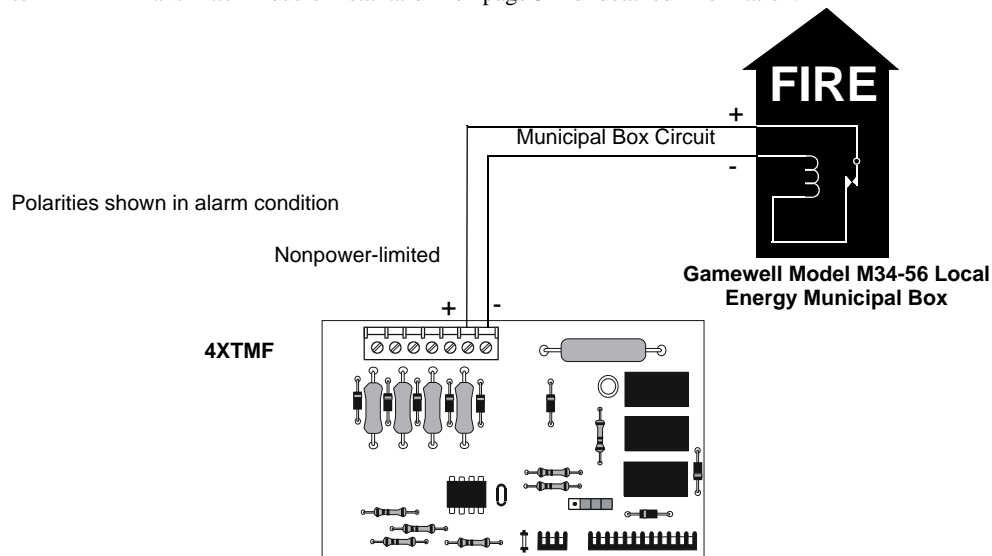 FIRE
+
Municipal Box Circuit
-
Polarities shown in alarm condition
Nonpower-limited
Gamewell Model M34-56 Local
Energy Municipal Box
+ -
4XTMF